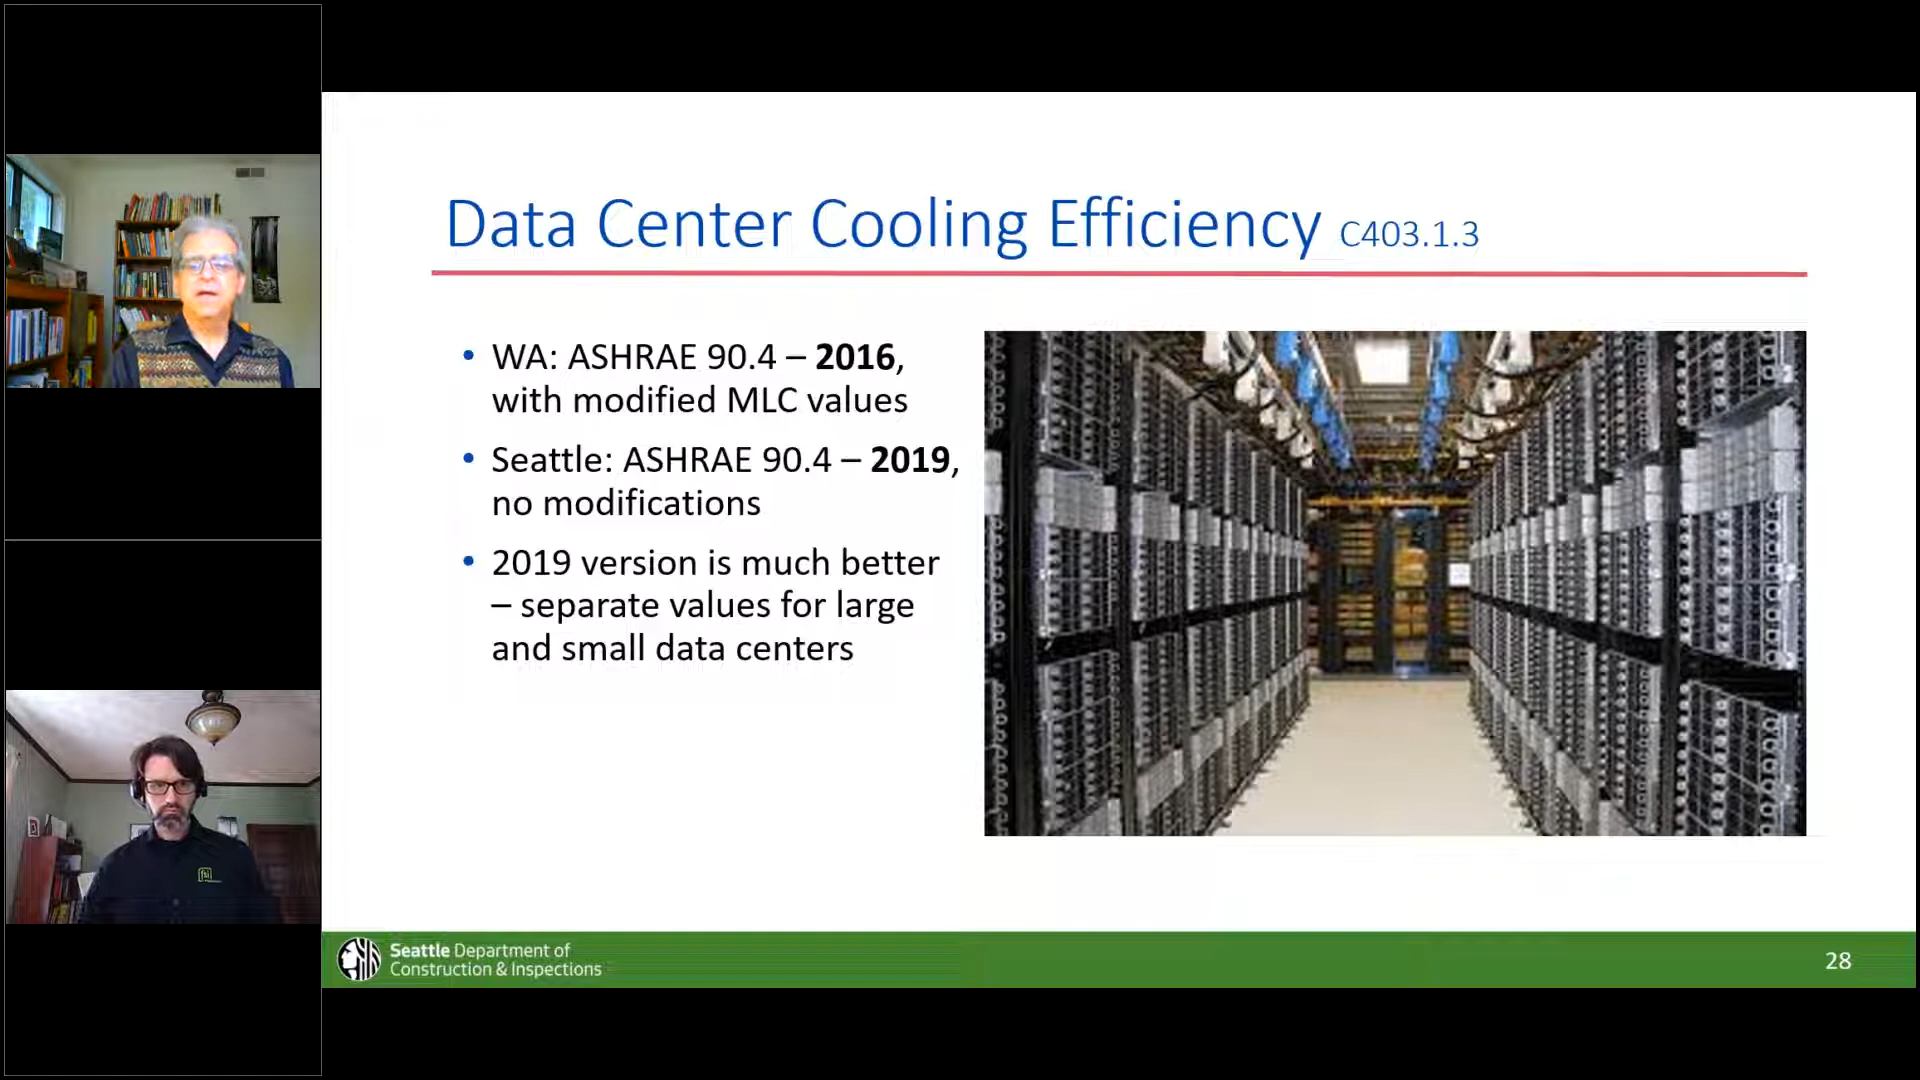 Data Center Cooling Efficiency C403.1.3
• WA: ASHRAE 90.4 – 2016,
with modified MLC values
• Seattle: ASHRAE 90.4 – 2019,
no modifications
• 2019 version is much better
– separate values for large
and small data centers
Seattle Department of
Construction & Inspections
28